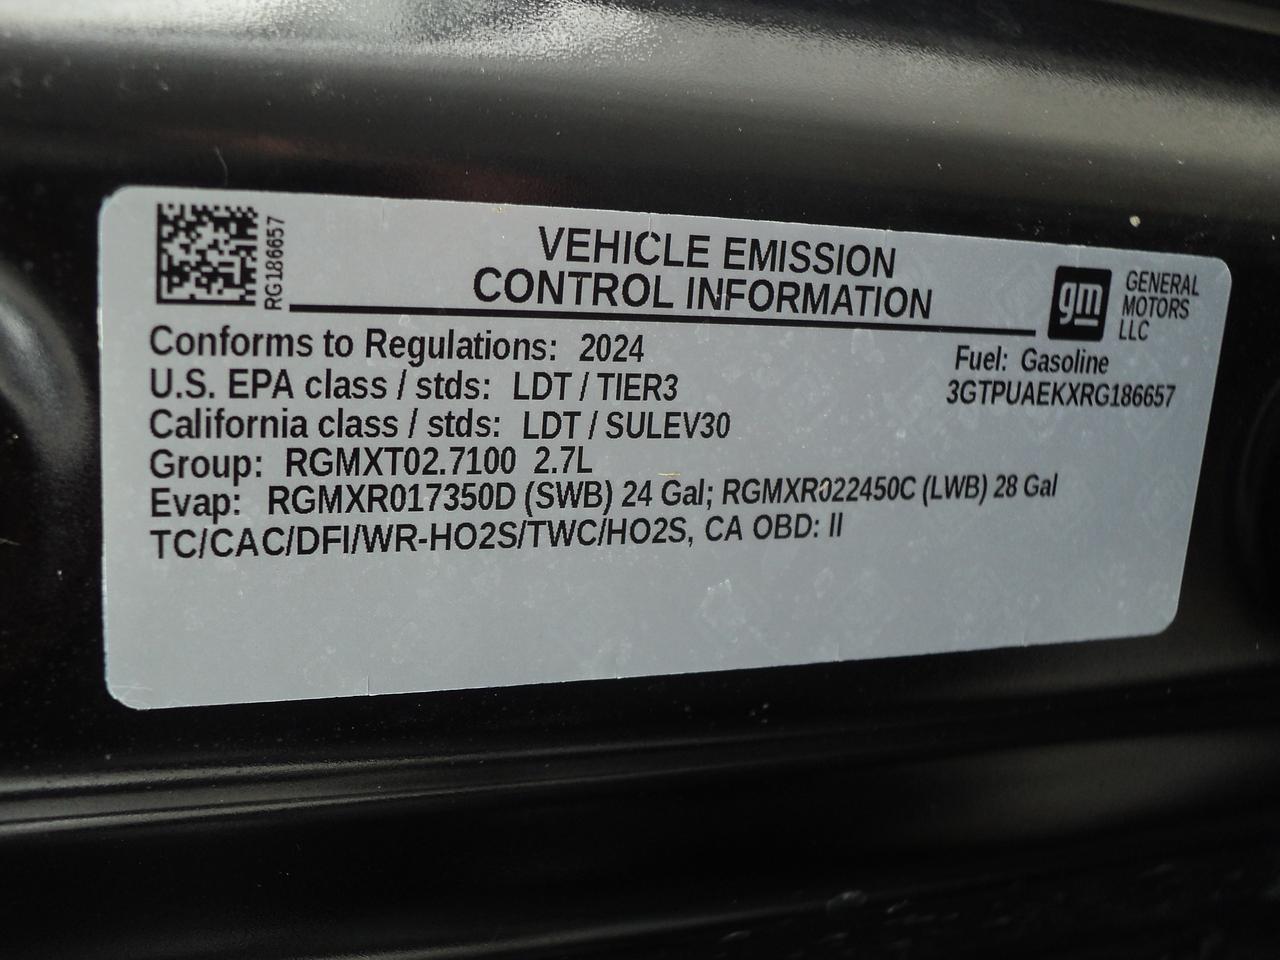 RG186657
VEHICLE EMISSION
CONTROL INFORMATION
gm
GENERAL
MOTORS
LLC
Conforms to Regulations: 2024
Fuel: Gasoline
U.S. EPA class / stds: LDT / TIER3
3GTPUAEKXRG186657
California class / stds: LDT / SULEV30
Group: RGMXT02.7100 2.7L
Evap: RGMXR017350D (SWB) 24 Gal; RGMXR022450C (LWB) 28 Gal
TC/CAC/DFI/WR-HO2S/TWC/HO2S, CA OBD: II